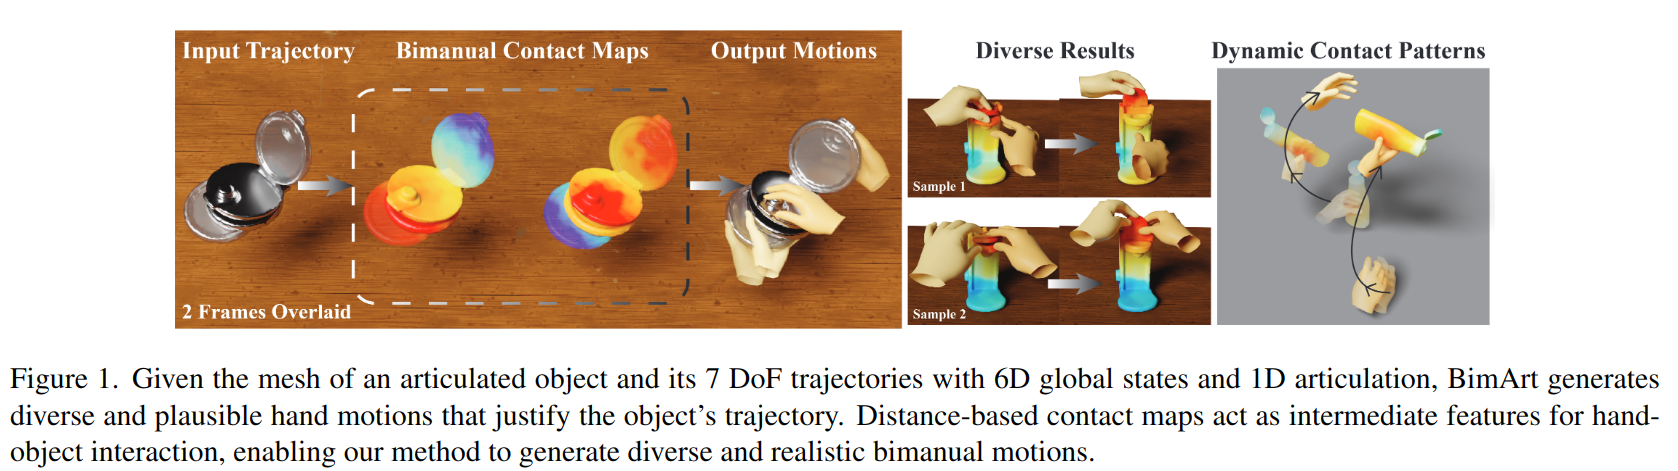 Input Trajectory
Bimanual Contact Maps
Output Motions
2 Frames Overlaid
Diverse Results
Sample 1
Sample 2
Dynamic Contact Patterns
Figure 1. Given the mesh of an articulated object and its 7 DoF trajectories with 6D global states and 1D articulation, BimArt generates
diverse and plausible hand motions that justify the object's trajectory. Distance-based contact maps act as intermediate features for hand-
object interaction, enabling our method to generate diverse and realistic bimanual motions.